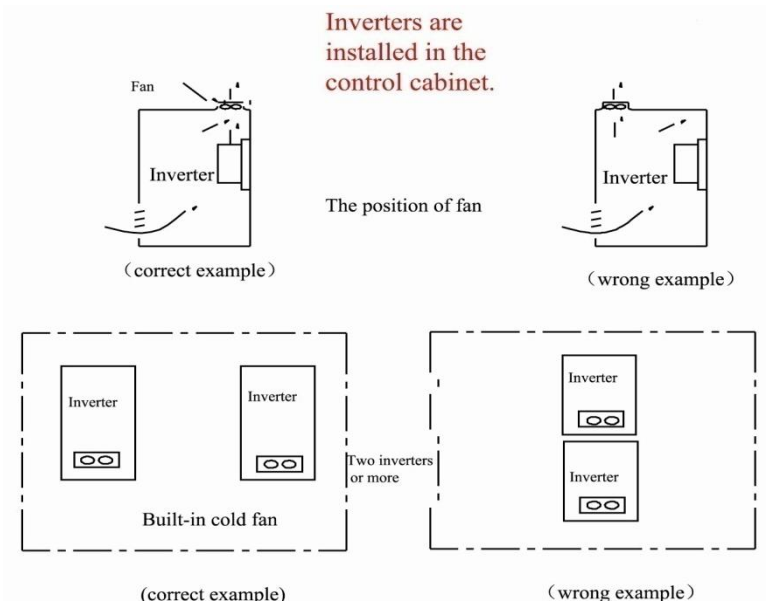 Inverters are
installed in the
control cabinet.
Fan
Inverter
Inverter
The position of fan
（correct example）
（wrong example）
Inverter
Inverter
Inverter
Two inverters
or more
Inverter
Built-in cold fan
(correct example)
（wrong example）